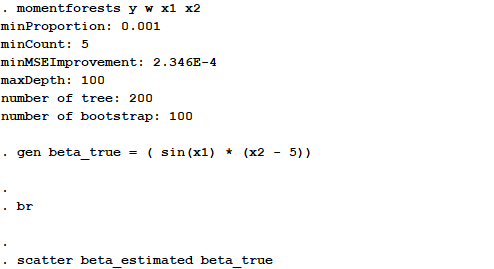 . momentforests y w x1 x2
minProportion: 0.001
minCount: 5
minMSEImprovement: 2.346E-4
maxDepth: 100
number of tree: 200
number of bootstrap: 100
. gen beta_true = ( sin(x1) * (x2 - 5))
.
. br
.
. scatter beta_estimated beta_true